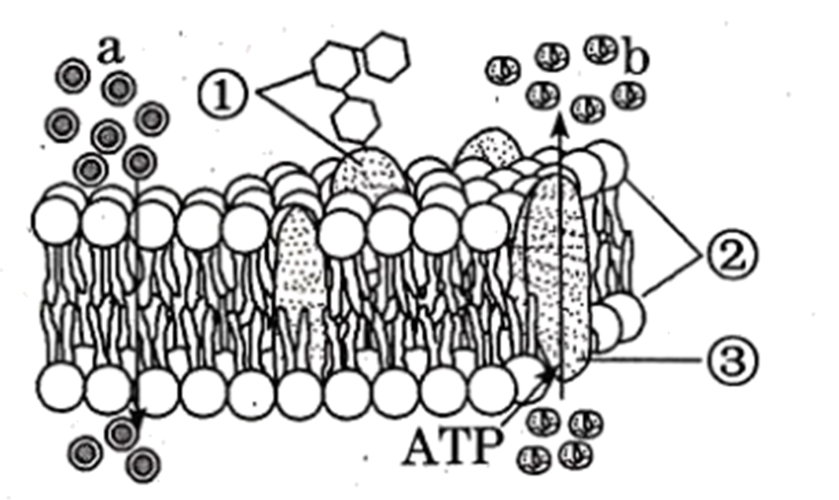 a
b
①
②
③
ATP